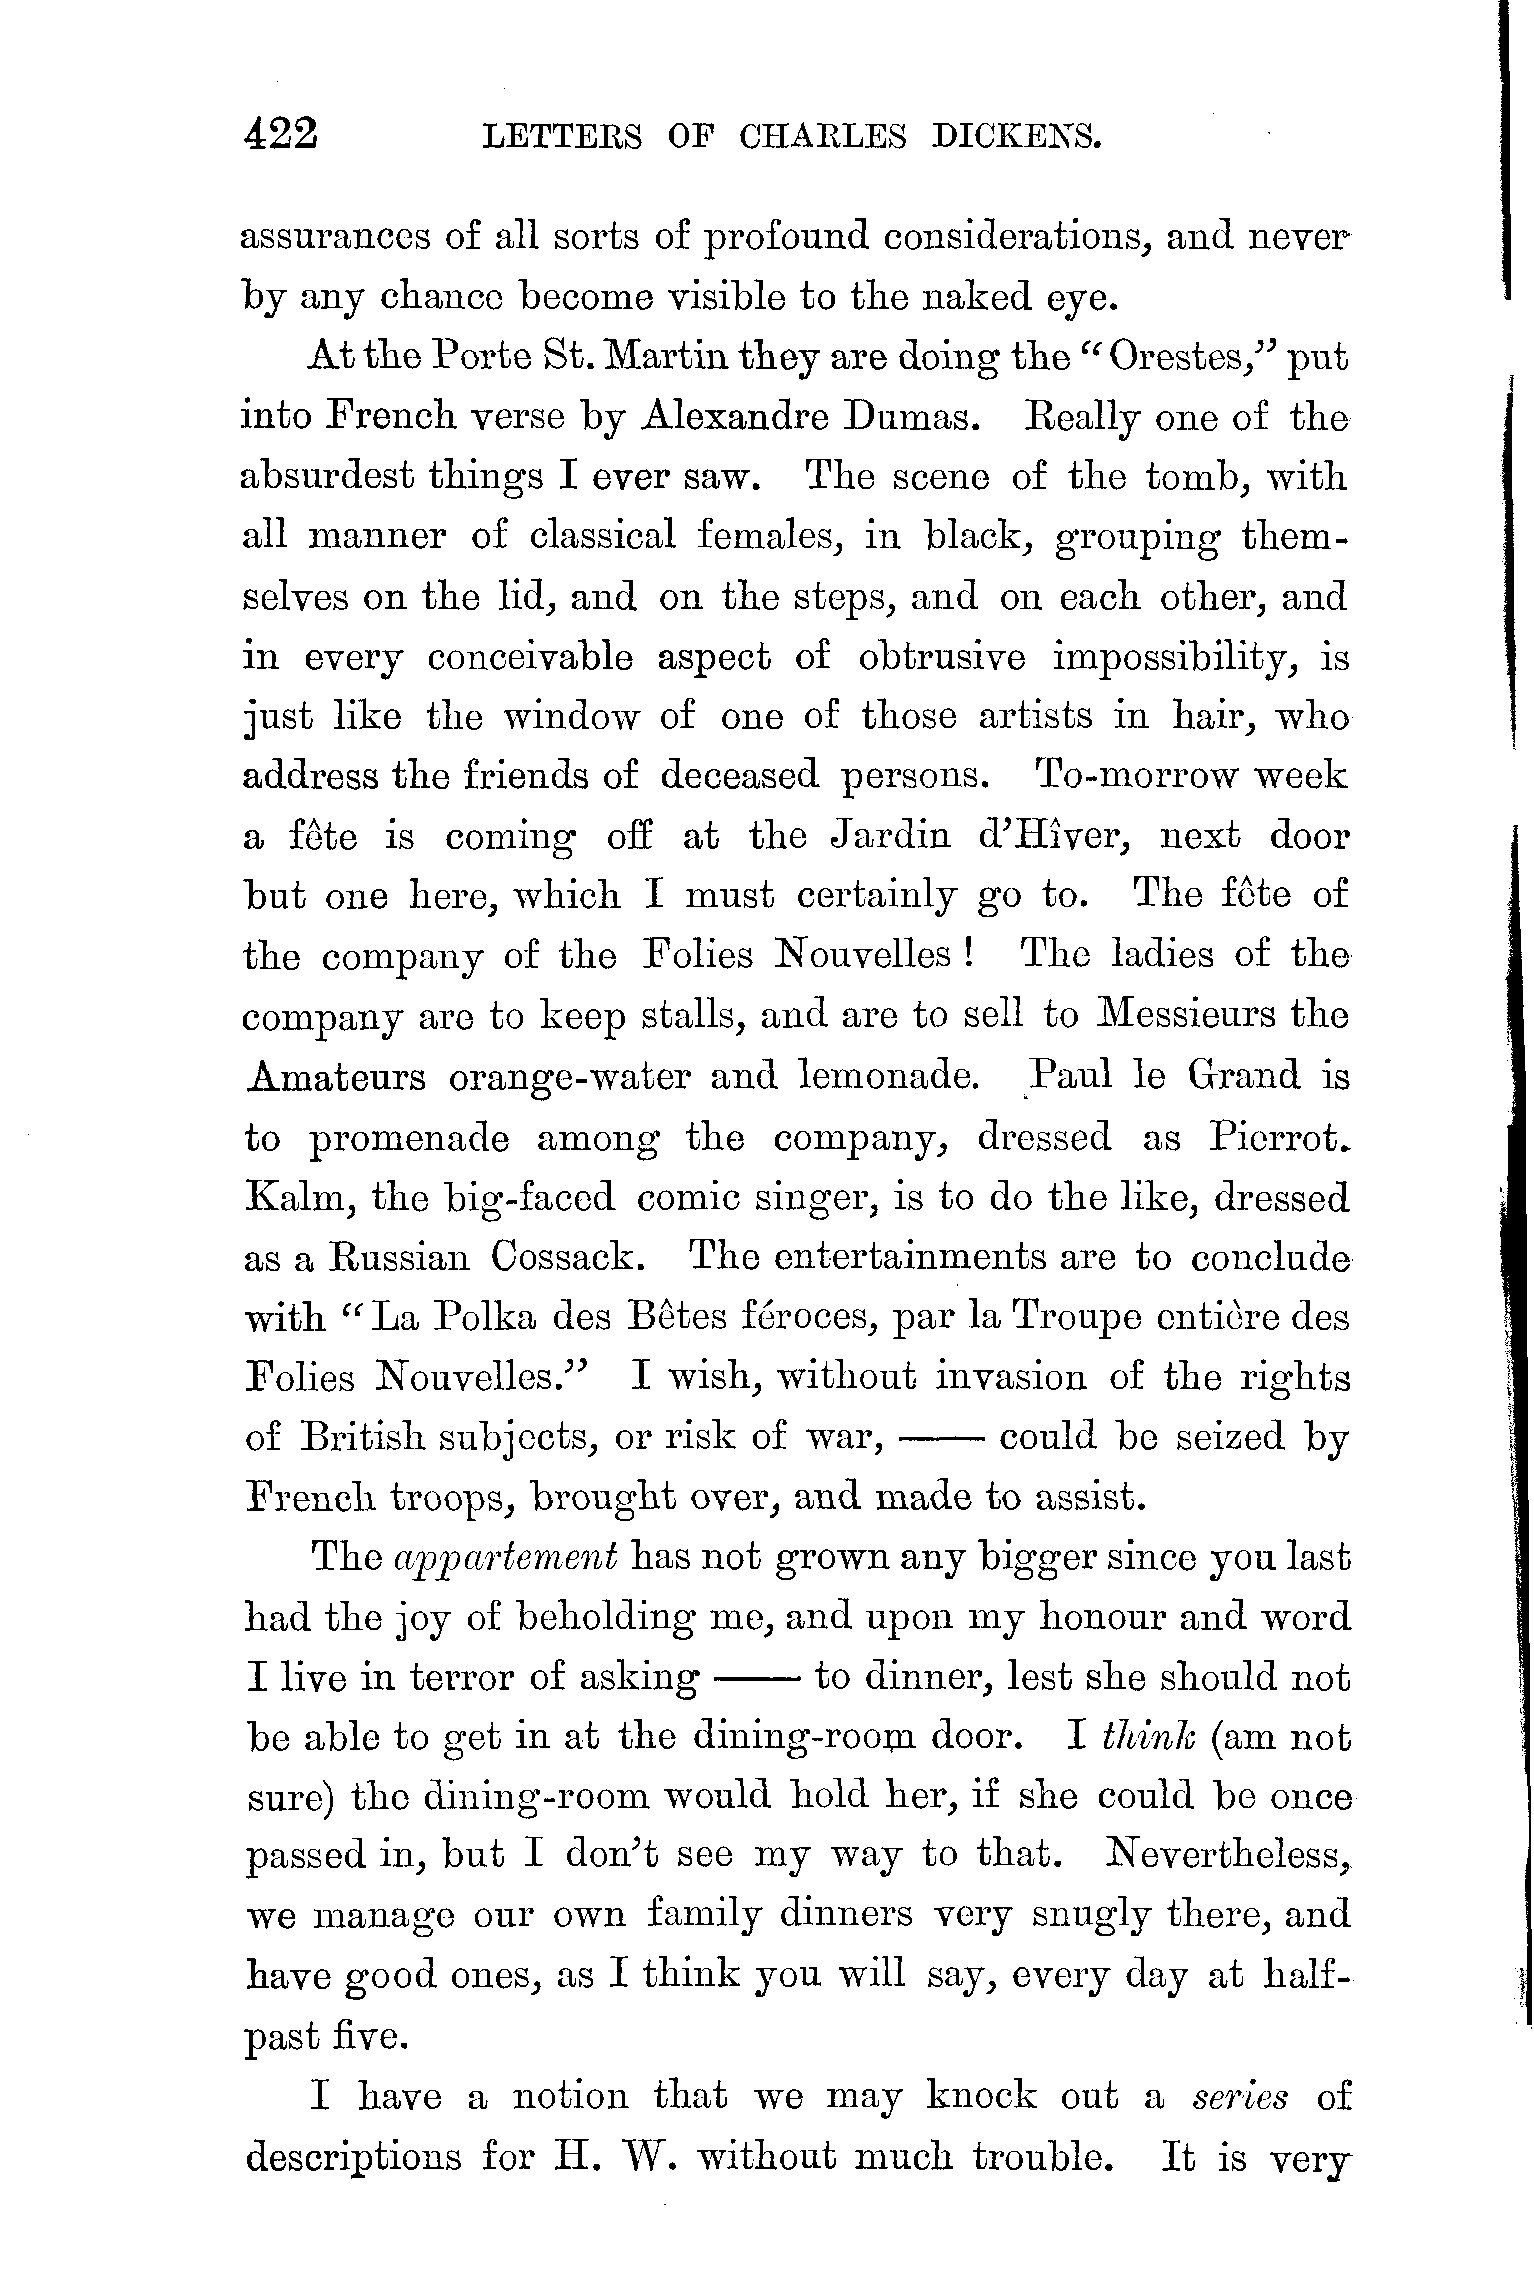 422 LETTERS OF CHARLES DICKENS.
assurances of all sorts of profound considerations, and never
by any chance become visible to the naked eye.
At the Porte St. Martin they are doing the “Orestes,” put
into French verse by Alexandre Dumas. Really one of the
absurdest things I ever saw. The scene of the tomb, with
all manner of classical females, in black, grouping them-
selves on the lid, and on the steps, and on each other, and
in every conceivable aspect of obtrusive impossibility, is
just like the window of one of those artists in hair, who
address the friends of deceased persons. To-morrow week
a fête is coming off at the Jardin d’Hîver, next door
but one here, which I must certainly go to. The fête of
the company of the Folies Nouvelles! The ladies of the
company are to keep stalls, and are to sell to Messieurs the
Amateurs orange-water and lemonade. Paul le Grand is
to promenade among the company, dressed as Pierrot.
Kalm, the big-faced comic singer, is to do the like, dressed
as a Russian Cossack. The entertainments are to conclude
with “La Polka des Bêtes féroces, par la Troupe entière des
Folies Nouvelles.” I wish, without invasion of the rights
of British subjects, or risk of war, —— could be seized by
French troops, brought over, and made to assist.
The appartement has not grown any bigger since you last
had the joy of beholding me, and upon my honour and word
I live in terror of asking —— to dinner, lest she should not
be able to get in at the dining-room door. I think (am not
sure) the dining-room would hold her, if she could be once
passed in, but I don’t see my way to that. Nevertheless,
we manage our own family dinners very snugly there, and
have good ones, as I think you will say, every day at half-
past five.
I have a notion that we may knock out a series of
descriptions for H. W. without much trouble. It is very